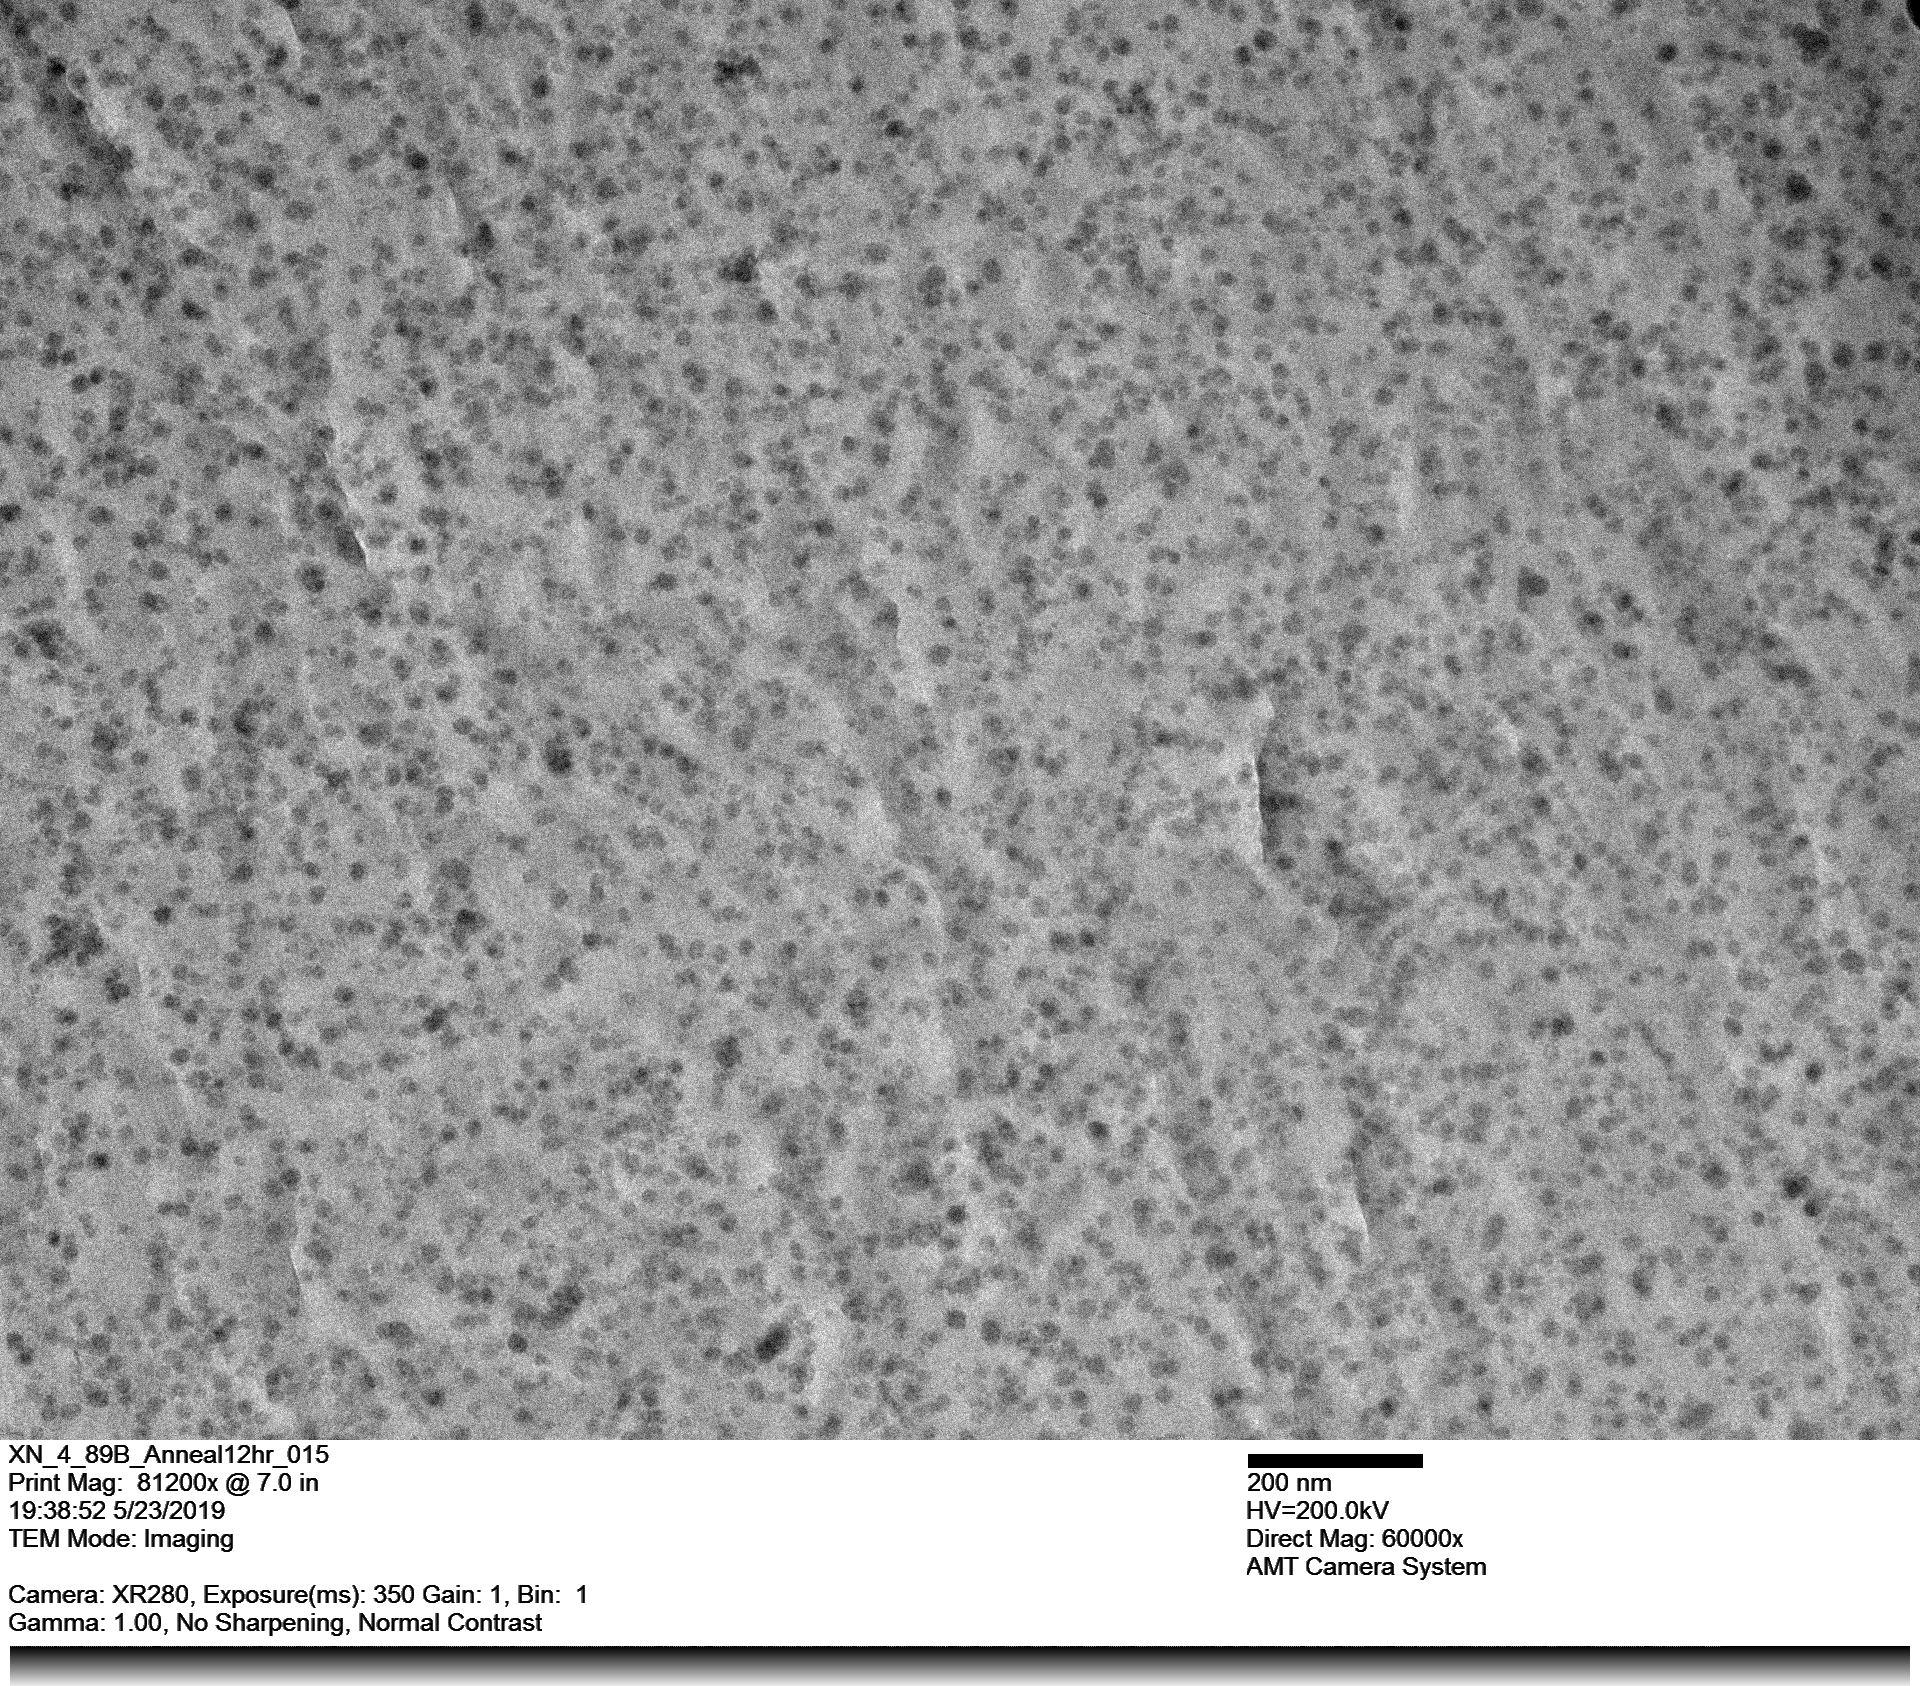 XN_4_89B_Anneal12hr_015
Print Mag:  81200x @ 7.0 in
19:38:52 5/23/2019
TEM Mode: Imaging
Camera: XR280, Exposure(ms): 350 Gain: 1, Bin:  1
Gamma: 1.00, No Sharpening, Normal Contrast
200 nm
HV=200.0kV
Direct Mag: 60000x
AMT Camera System